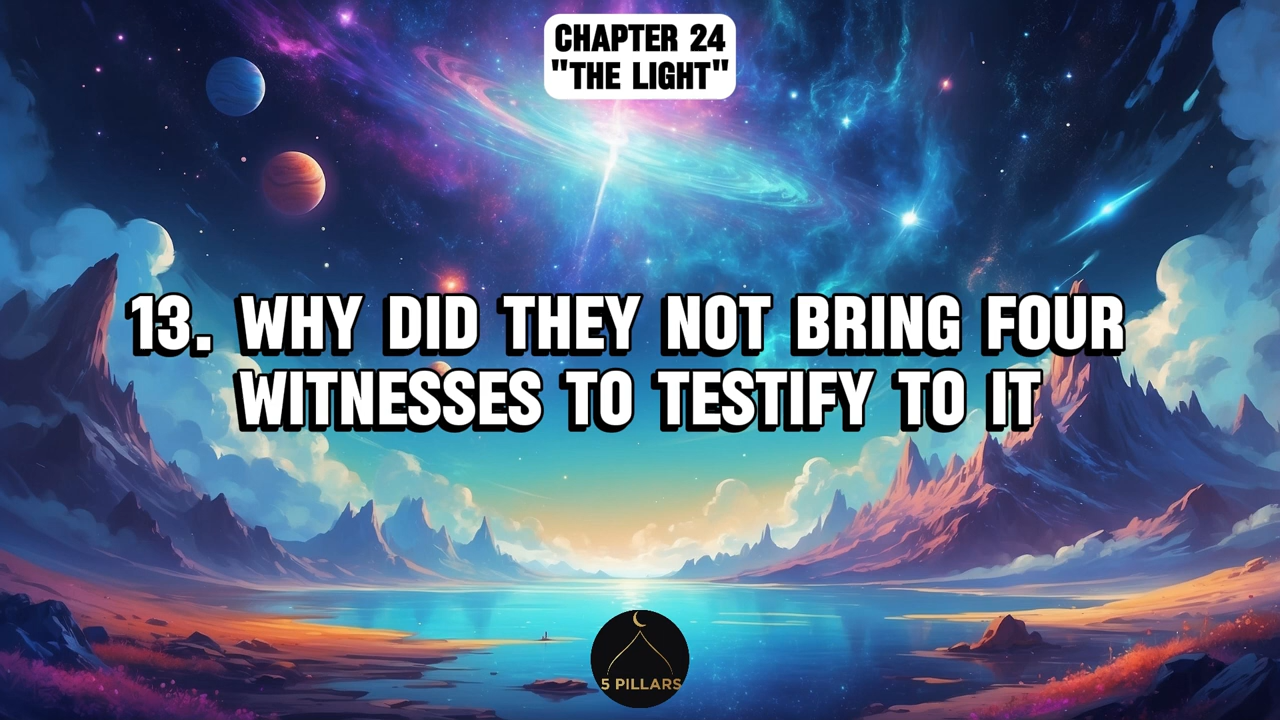 CHAPTER 24
"THE LIGHT"
13. WHY DID THEY NOT BRING FOUR
WITNESSES TO TESTIFY TO IT
5 PILLARS